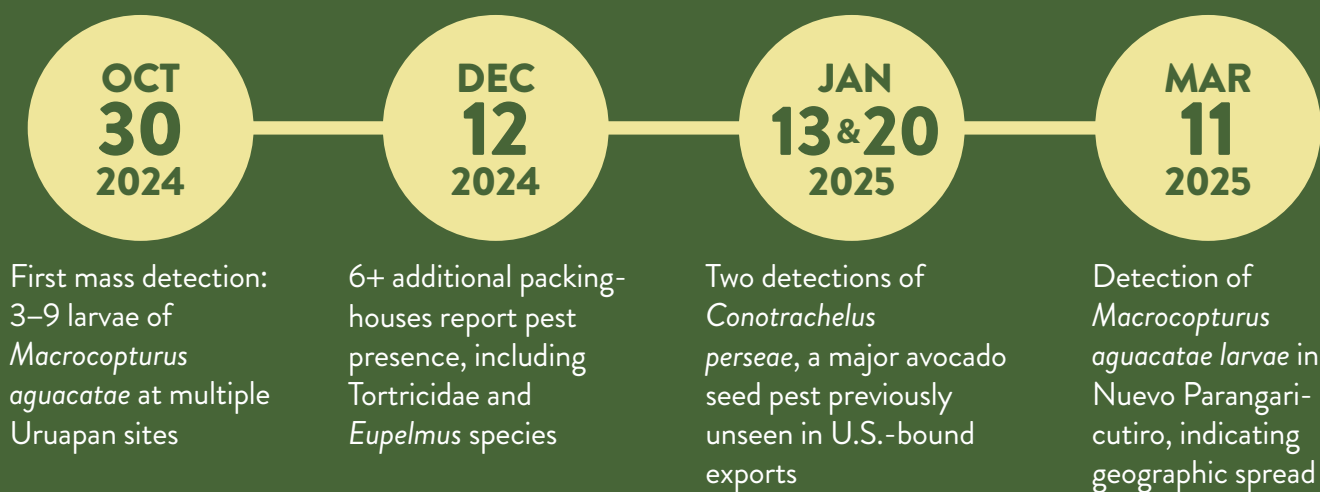 OCT
30
2024
First mass detection:
3–9 larvae of
Macrocopturus
aguacatae at multiple
Uruapan sites
DEC
12
2024
6+ additional packing-
houses report pest
presence, including
Tortricidae and
Eupelmus species
JAN
13 & 20
2025
Two detections of
Conotrachelus
perseae, a major avocado
seed pest previously
unseen in U.S.-bound
exports
MAR
11
2025
Detection of
Macrocopturus
aguacatae larvae in
Nuevo Parangari-
cutiro, indicating
geographic spread